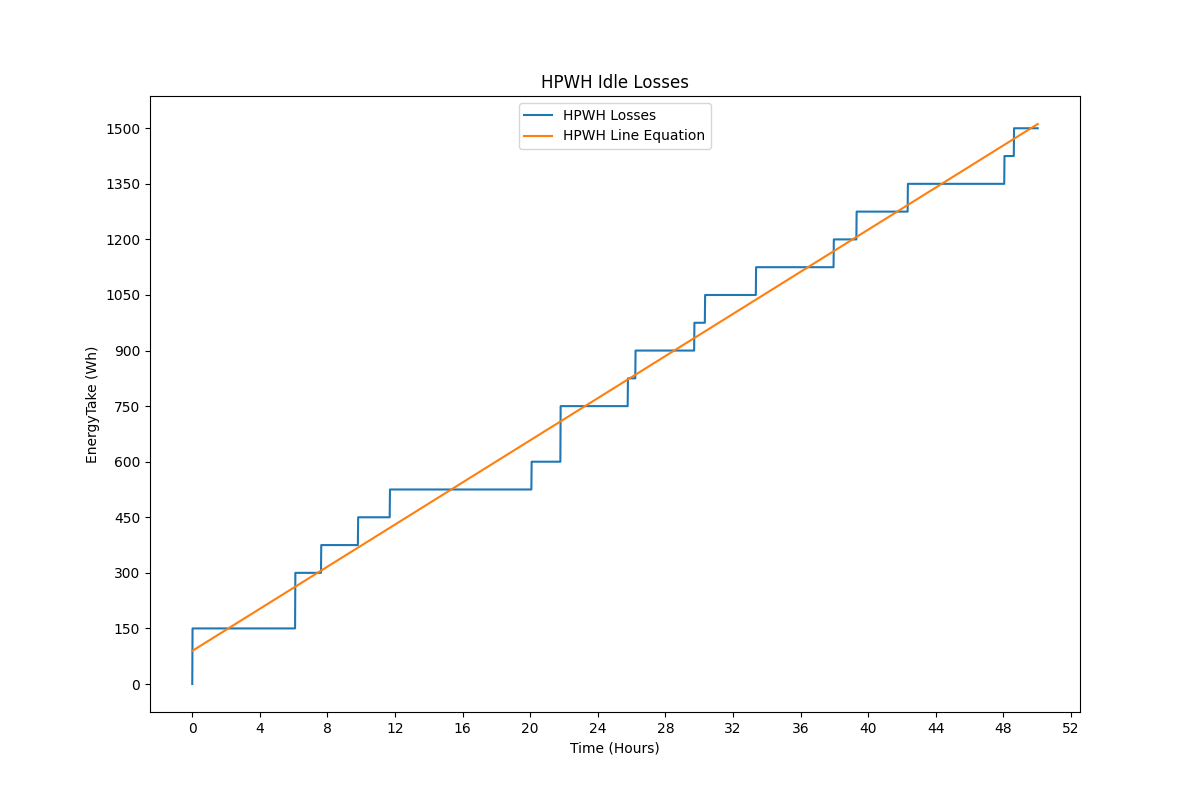 HPWH Idle Losses
HPWH Losses
HPWH Line Equation
1500
1350
1200
1050
900
750
600
450
300
150
0
EnergyTake (Wh)
0 4 8 12 16 20 24 28 32 36 40 44 48 52
Time (Hours)